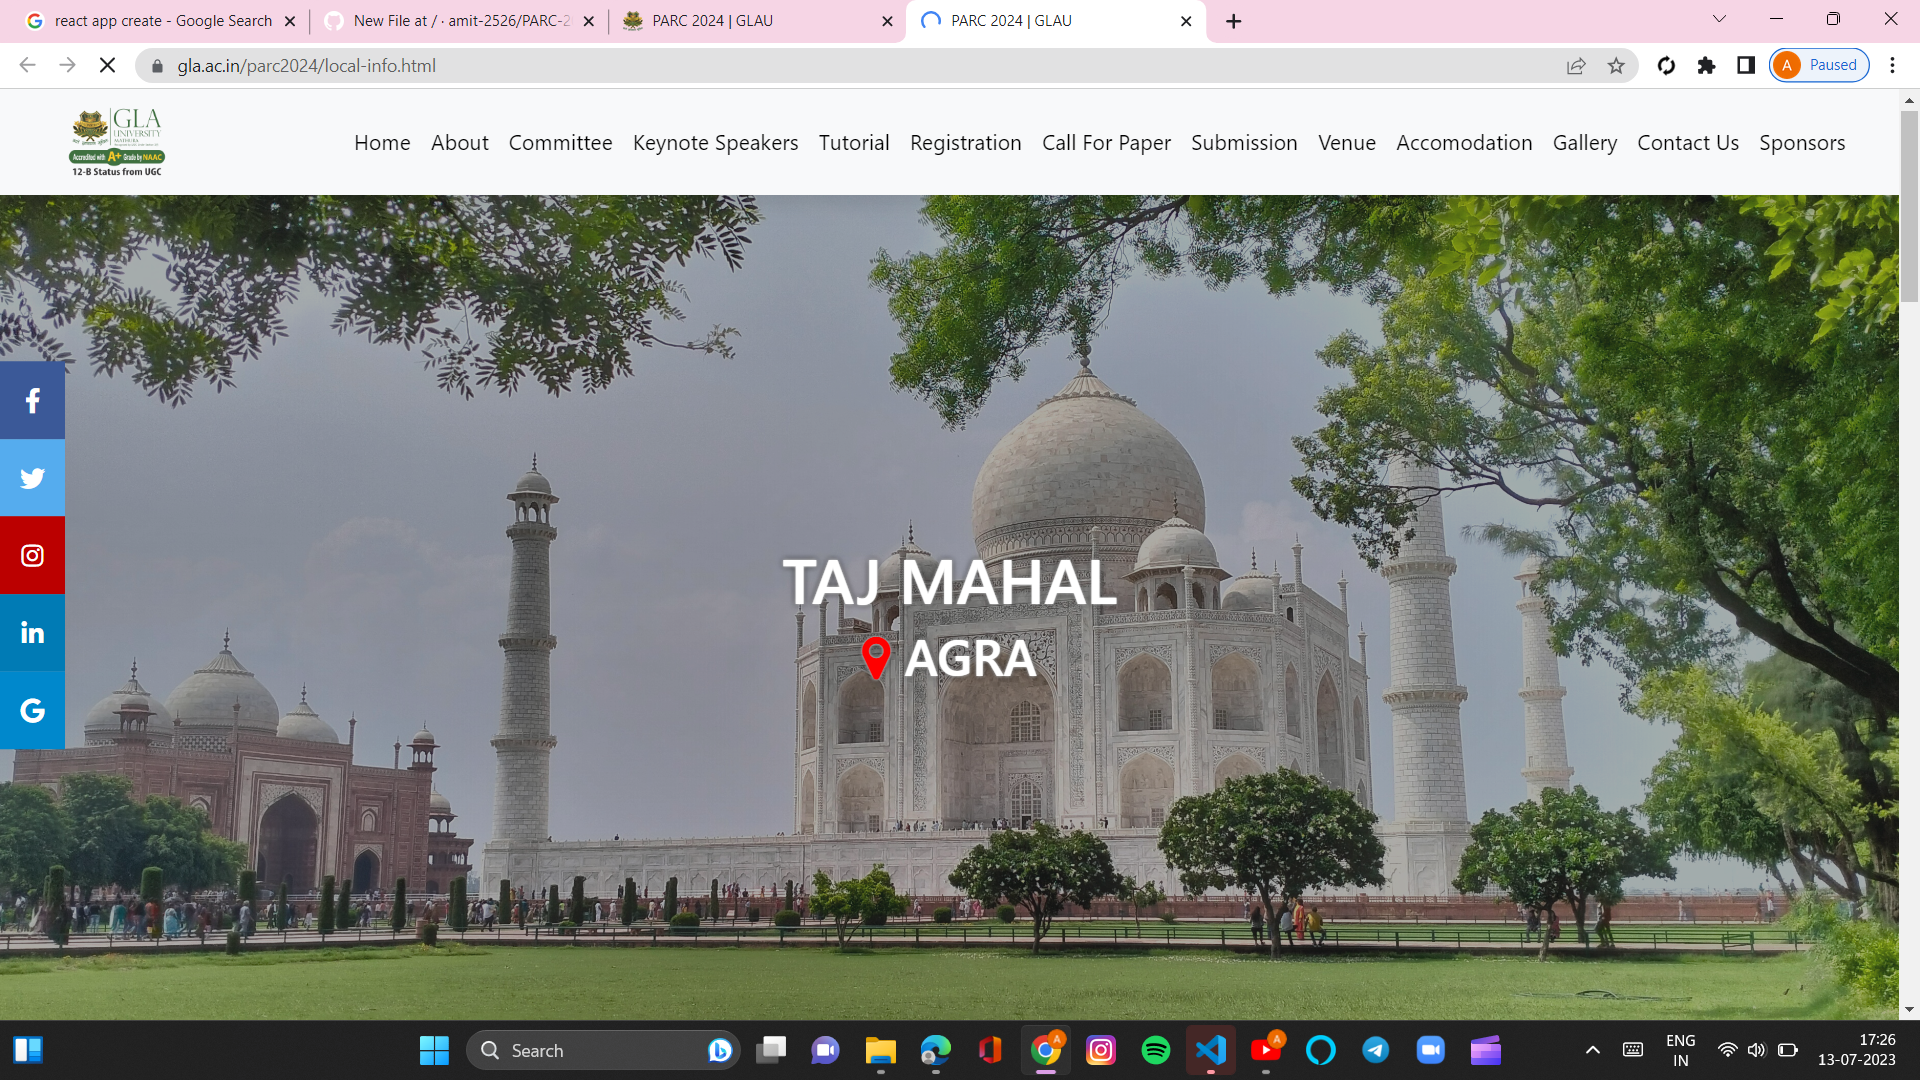 react app create - Google Search
New File at / · amit-2526/PARC-2
PARC 2024 | GLAU
PARC 2024 | GLAU
gla.ac.in/parc2024/local-info.html
A
Paused
GLA
UNIVERSITY
MATHURA
Accredited with A+ Grade by NAAC
12-B Status from UGC
Home
About
Committee
Keynote Speakers
Tutorial
Registration
Call For Paper
Submission
Venue
Accomodation
Gallery
Contact Us
Sponsors
TAJ MAHAL
AGRA
Search
A
A
ENG
IN
17:26
13-07-2023